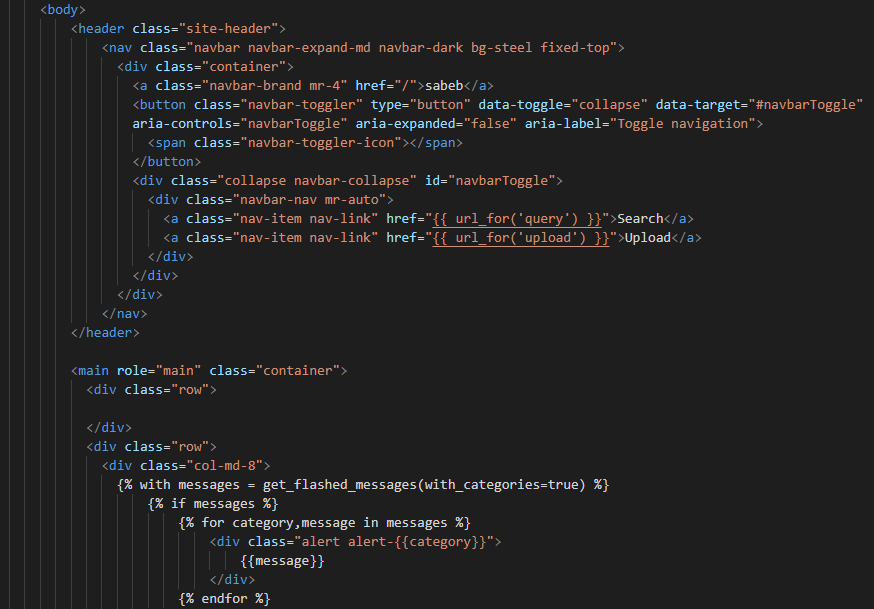 <body>
<header class="site-header">
<nav class="navbar navbar-expand-md navbar-dark bg-steel fixed-top">
<div class="container">
<a class="navbar-brand mr-4" href="/">sabeb</a>
<button class="navbar-toggler" type="button" data-toggle="collapse" data-target="#navbarToggle"
aria-controls="navbarToggle" aria-expanded="false" aria-label="Toggle navigation">
<span class="navbar-toggler-icon"></span>
</button>
<div class="collapse navbar-collapse" id="navbarToggle">
<div class="navbar-nav mr-auto">
<a class="nav-item nav-link" href="{{ url_for('query') }}">Search</a>
<a class="nav-item nav-link" href="{{ url_for('upload') }}">Upload</a>
</div>
</div>
</div>
</nav>
</header>
<main role="main" class="container">
<div class="row">
</div>
<div class="row">
<div class="col-md-8">
{% with messages = get_flashed_messages(with_categories=true) %}
{% if messages %}
{% for category,message in messages %}
<div class="alert alert-{{category}}">
{{message}}
</div>
{% endfor %}